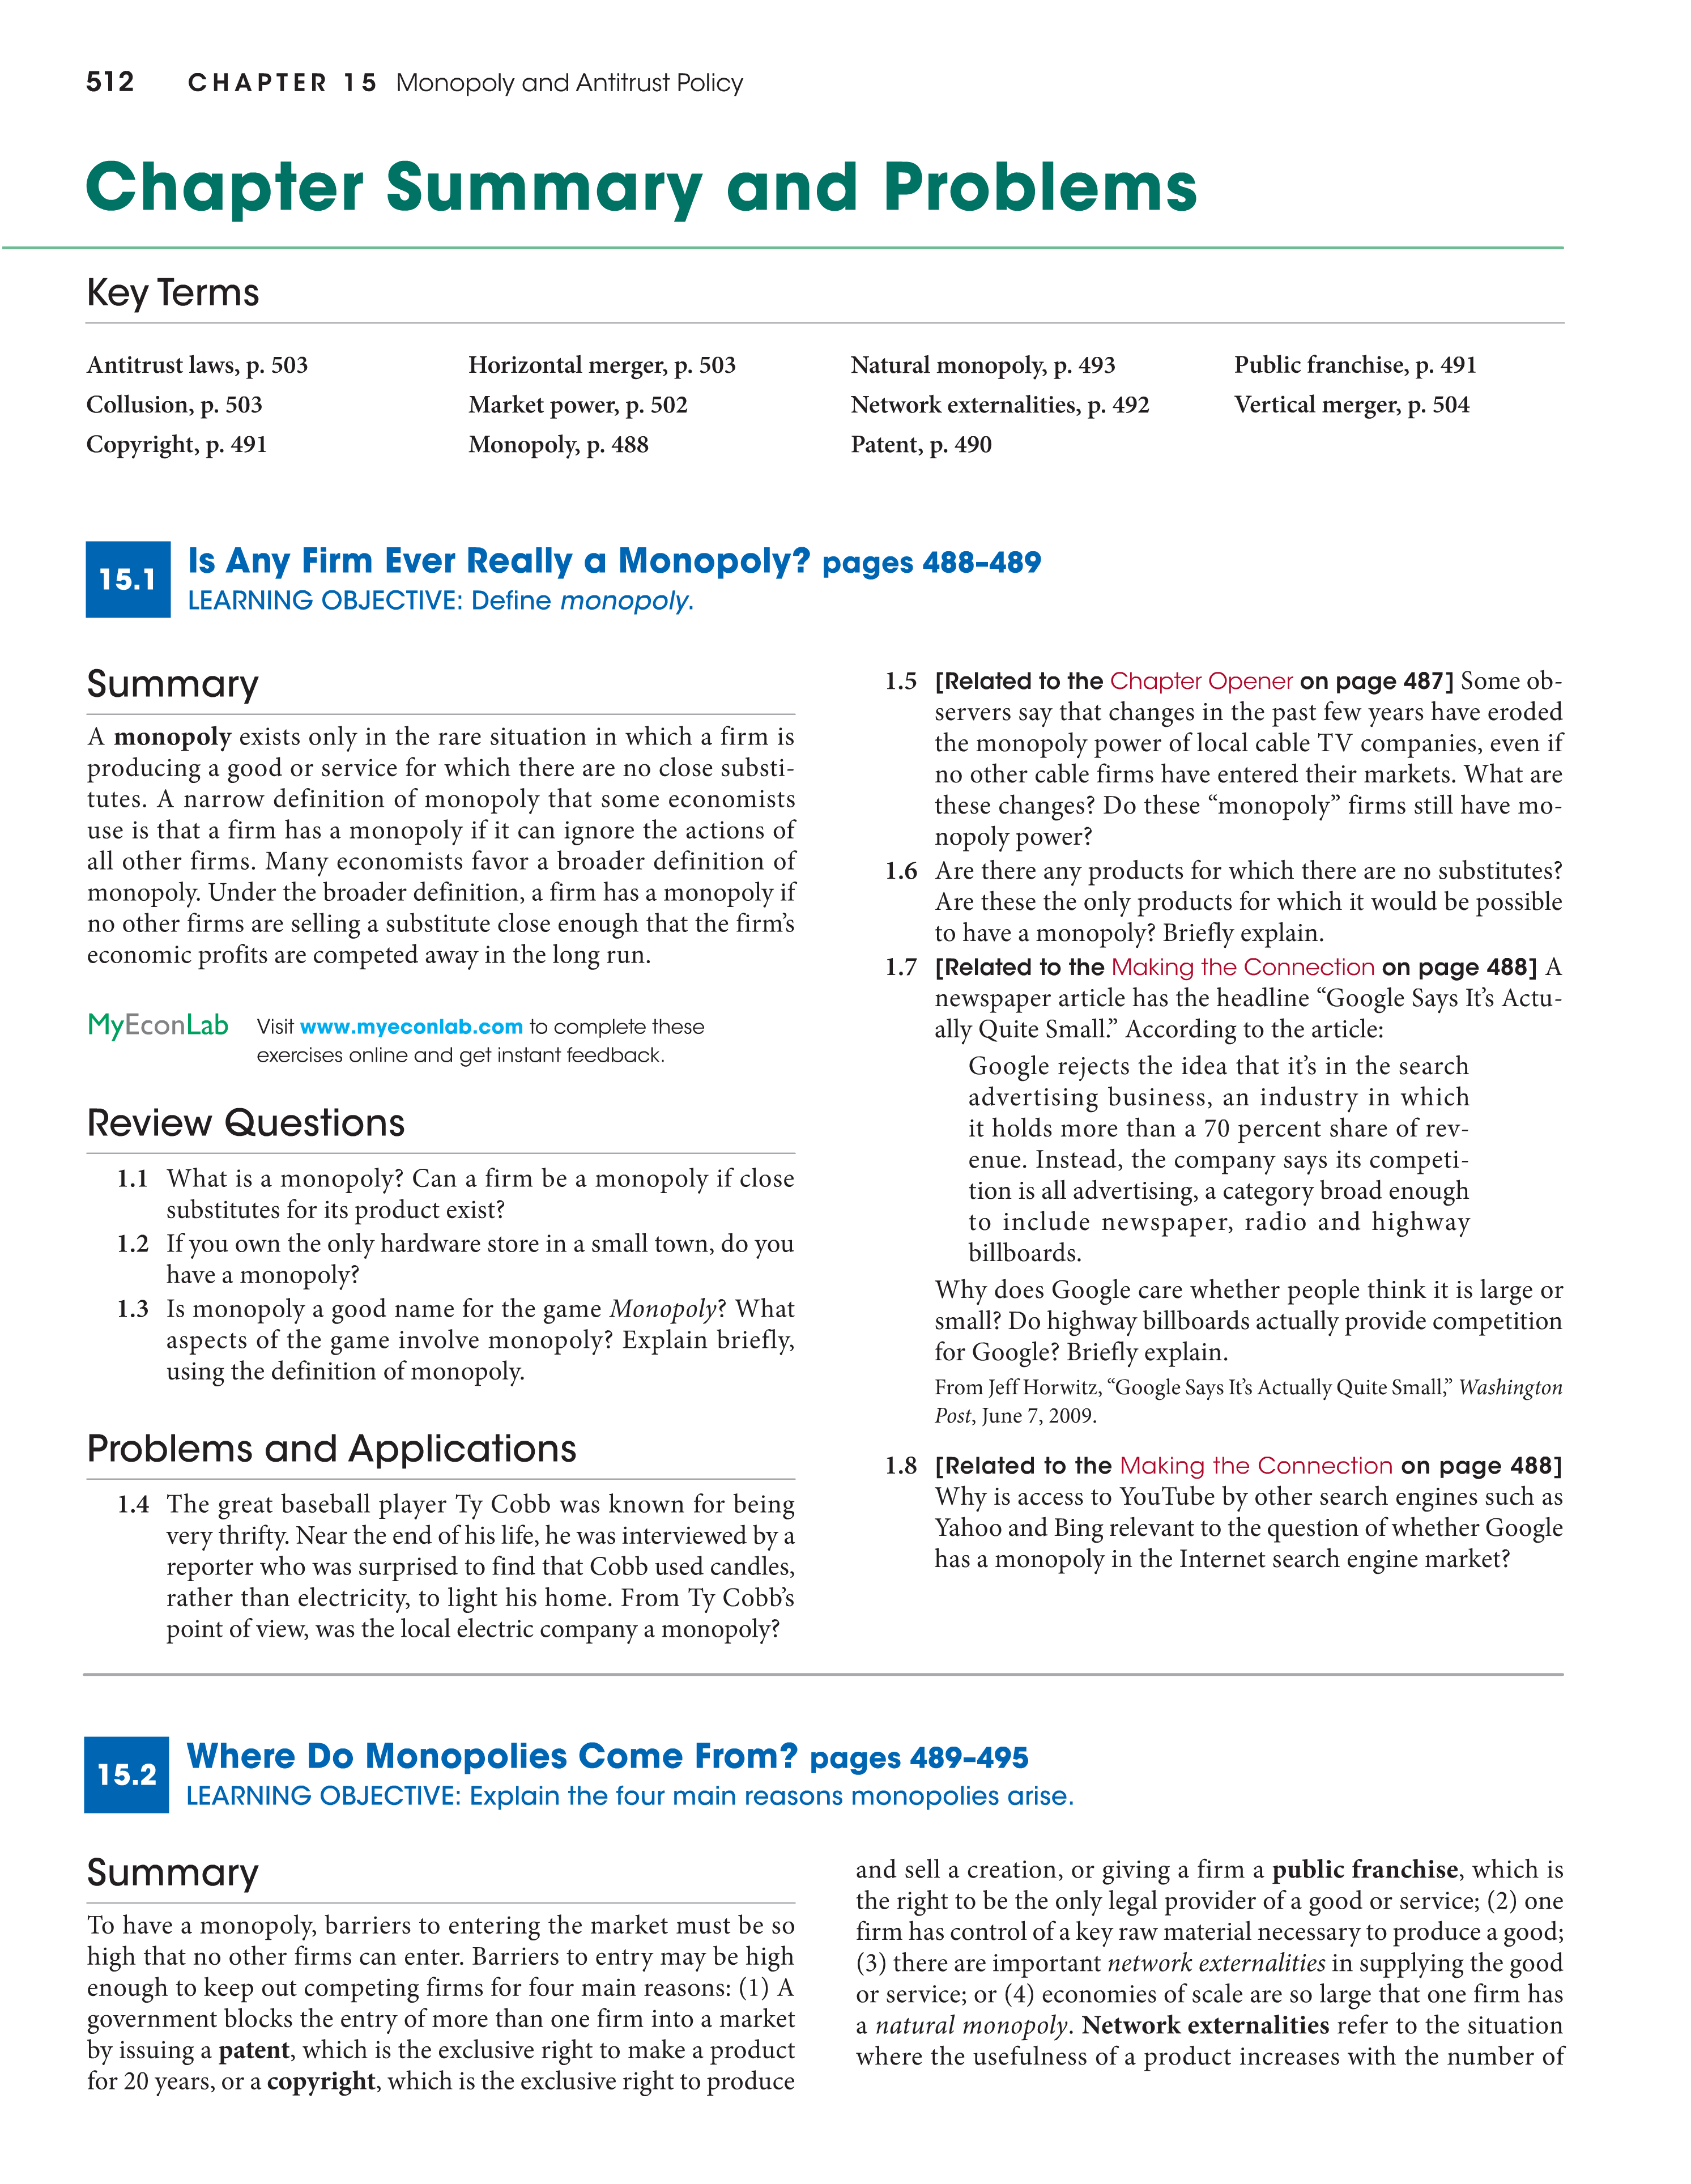 512 CHAPTER 15 Monopoly and Antitrust Policy
Chapter Summary and Problems
Key Terms
Antitrust laws, p. 503
Collusion, p. 503
Copyright, p. 491
Horizontal merger, p. 503
Market power, p. 502
Monopoly, p. 488
Natural monopoly, p. 493
Network externalities, p. 492
Patent, p. 490
Public franchise, p. 491
Vertical merger, p. 504
15.1
Is Any Firm Ever Really a Monopoly? pages 488–489
LEARNING OBJECTIVE: Define monopoly.
Summary
A monopoly exists only in the rare situation in which a firm is
producing a good or service for which there are no close substi-
tutes. A narrow definition of monopoly that some economists
use is that a firm has a monopoly if it can ignore the actions of
all other firms. Many economists favor a broader definition of
monopoly. Under the broader definition, a firm has a monopoly if
no other firms are selling a substitute close enough that the firm's
economic profits are competed away in the long run.
MyEconLab Visit www.myeconlab.com to complete these
exercises online and get instant feedback.
Review Questions
1.1 What is a monopoly? Can a firm be a monopoly if close
substitutes for its product exist?
1.2 If you own the only hardware store in a small town, do you
have a monopoly?
1.3 Is monopoly a good name for the game Monopoly? What
aspects of the game involve monopoly? Explain briefly,
using the definition of monopoly.
Problems and Applications
1.4 The great baseball player Ty Cobb was known for being
very thrifty. Near the end of his life, he was interviewed by a
reporter who was surprised to find that Cobb used candles,
rather than electricity, to light his home. From Ty Cobb's
point of view, was the local electric company a monopoly?
1.5 [Related to the Chapter Opener on page 487] Some ob-
servers say that changes in the past few years have eroded
the monopoly power of local cable TV companies, even if
no other cable firms have entered their markets. What are
these changes? Do these “monopoly” firms still have mo-
nopoly power?
1.6 Are there any products for which there are no substitutes?
Are these the only products for which it would be possible
to have a monopoly? Briefly explain.
1.7 [Related to the Making the Connection on page 488] A
newspaper article has the headline “Google Says It's Actu-
ally Quite Small.” According to the article:
Google rejects the idea that it's in the search
advertising business, an industry in which
it holds more than a 70 percent share of rev-
enue. Instead, the company says its competi-
tion is all advertising, a category broad enough
to include newspaper, radio and highway
billboards.
Why does Google care whether people think it is large or
small? Do highway billboards actually provide competition
for Google? Briefly explain.
From Jeff Horwitz, “Google Says It's Actually Quite Small,” Washington
Post, June 7, 2009.
1.8 [Related to the Making the Connection on page 488]
Why is access to YouTube by other search engines such as
Yahoo and Bing relevant to the question of whether Google
has a monopoly in the Internet search engine market?
15.2
Where Do Monopolies Come From? pages 489–495
LEARNING OBJECTIVE: Explain the four main reasons monopolies arise.
Summary
To have a monopoly, barriers to entering the market must be so
high that no other firms can enter. Barriers to entry may be high
enough to keep out competing firms for four main reasons: (1) A
government blocks the entry of more than one firm into a market
by issuing a patent, which is the exclusive right to make a product
for 20 years, or a copyright, which is the exclusive right to produce
and sell a creation, or giving a firm a public franchise, which is
the right to be the only legal provider of a good or service; (2) one
firm has control of a key raw material necessary to produce a good;
(3) there are important network externalities in supplying the good
or service; or (4) economies of scale are so large that one firm has
a natural monopoly. Network externalities refer to the situation
where the usefulness of a product increases with the number of